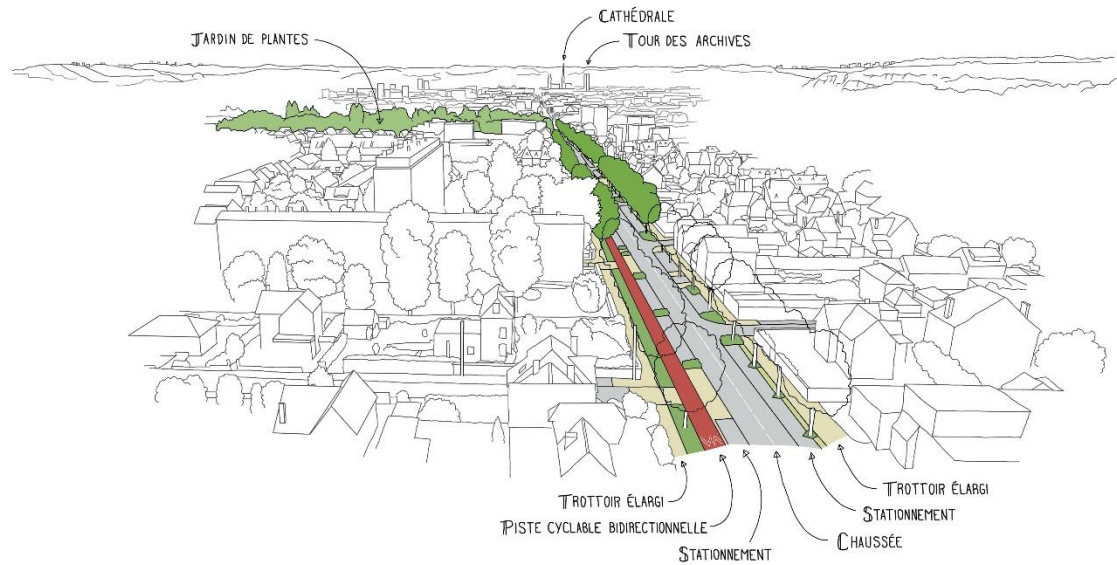 Cathédrale
Jardin de plantes
Tour des archives
Trottoir élargi
Trottoir élargi
Piste cyclable bidirectionnelle
Stationnement
Chaussée
Stationnement